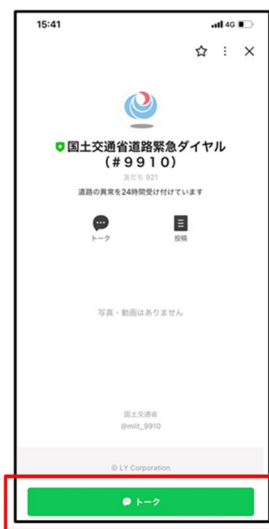 15:41
4G
国土交通省道路緊急ダイヤル
(#9910)
友だち 921
道路の異常を24時間受け付けています
トーク
投稿
写真・動画はありません
国土交通省
@mlit_9910
© LY Corporation
トーク